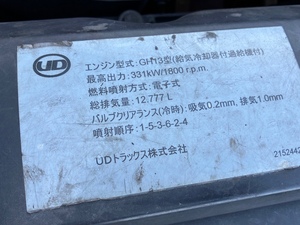 UD
エンジン型式：GH13型(給気冷却器付過給機付)
最高出力：331kW/1800 r.p.m.
燃料噴射方式：電子式
総排気量：12.777 L
バルブクリアランス(冷時)：吸気0.2mm, 排気1.0mm
噴射順序：1-5-3-6-2-4
UDトラックス株式会社
2152442